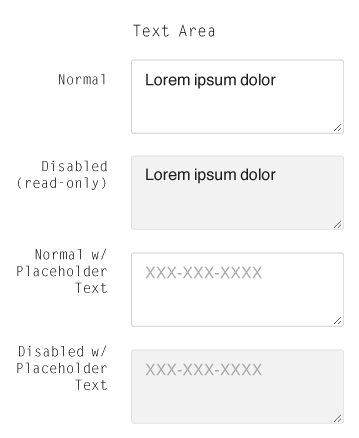 Text Area
Normal
Lorem ipsum dolor
Disabled
(read-only)
Lorem ipsum dolor
Normal w/
Placeholder
Text
XXX-XXX-XXXX
Disabled w/
Placeholder
Text
XXX-XXX-XXXX